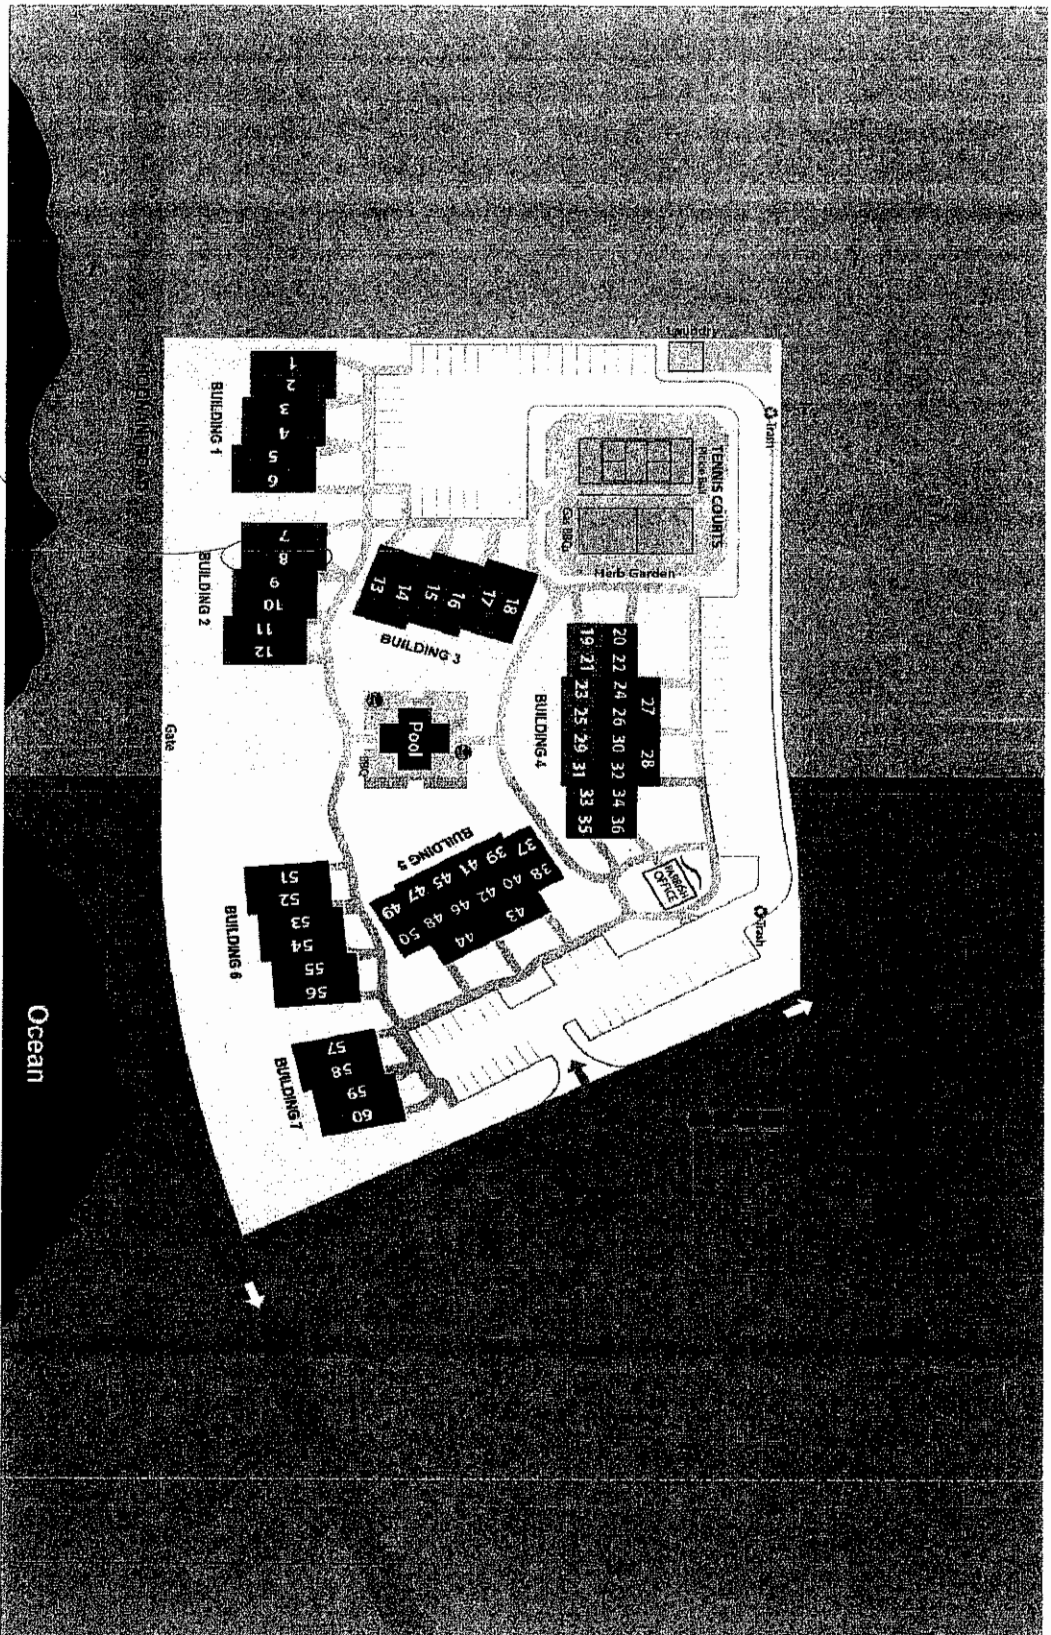 Laundry
Trash
TENNIS COURTS
Pickle Ball
Gas BBQ
Herb Garden
1
2
3
4
5
6
BUILDING 1
7
8
9
10
11
12
BUILDING 2
13
14
15
16
17
18
BUILDING 3
20 22 24 26 30 32 34 36
19 21 23 25 29 31 33 35
27 28
BUILDING 4
Pool
BBQ
37 39 41 45 47 49
38 40 42 46 48 50
43 44
BUILDING 5
OFFICE
Trash
51
52
53
54
55
56
BUILDING 6
57
58
59
60
BUILDING 7
Gate
Ocean